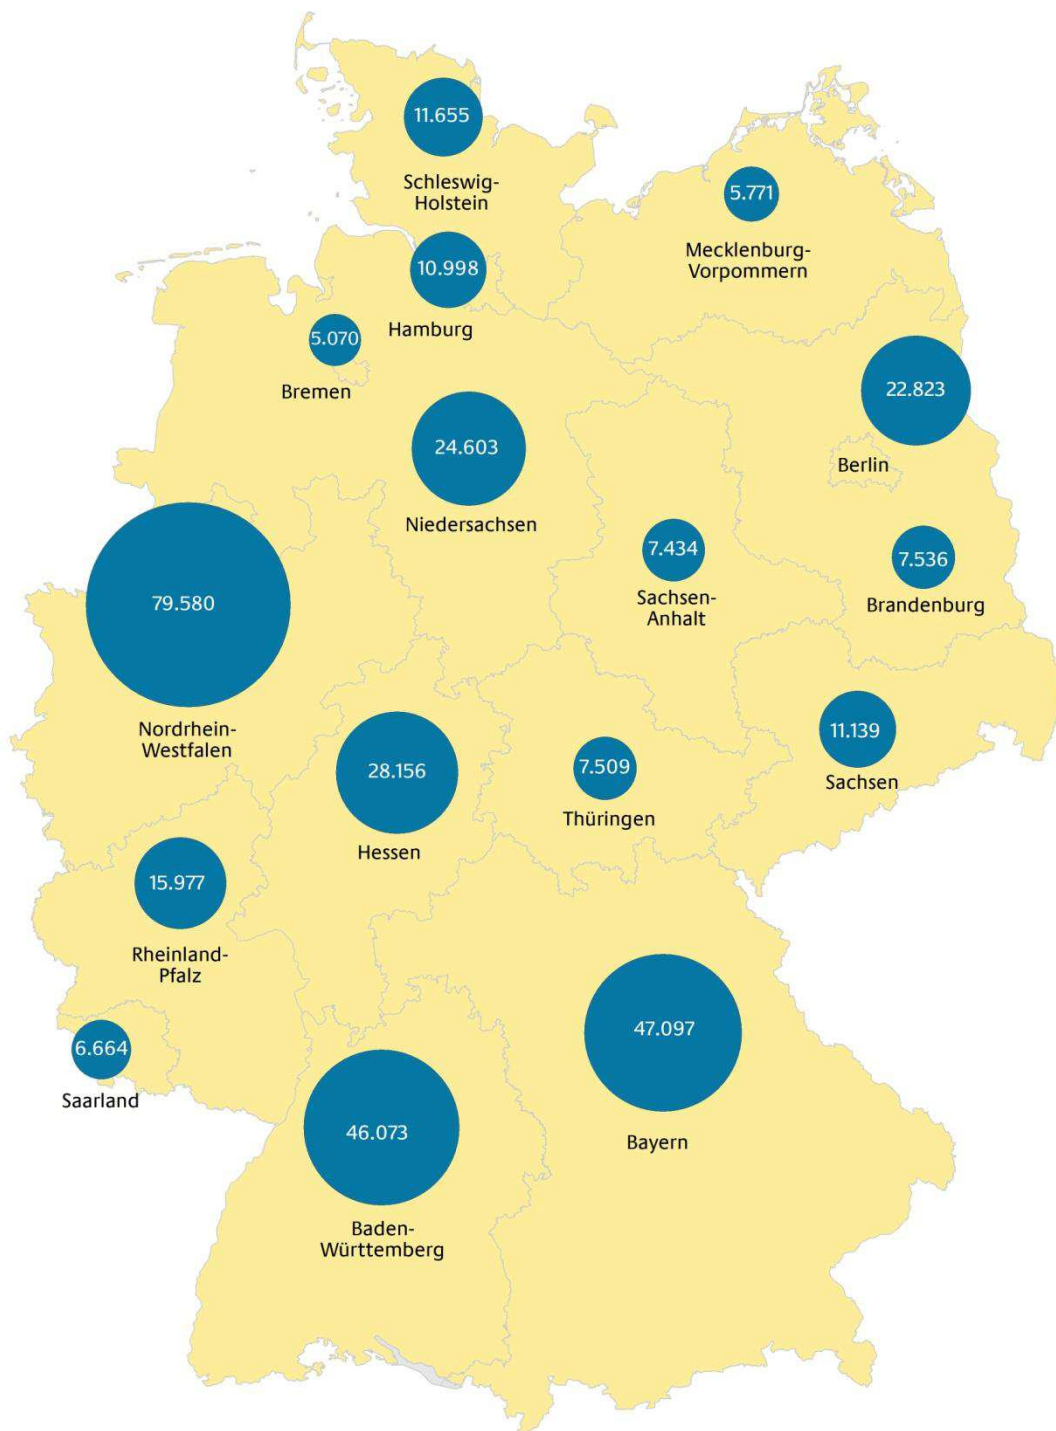 11.655
Schleswig-
Holstein
5.771
Mecklenburg-
Vorpommern
10.998
Hamburg
5.070
Bremen
22.823
Berlin
24.603
Niedersachsen
7.434
Sachsen-
Anhalt
7.536
Brandenburg
79.580
Nordrhein-
Westfalen
11.139
Sachsen
28.156
Hessen
7.509
Thüringen
15.977
Rheinland-
Pfalz
47.097
Bayern
6.664
Saarland
46.073
Baden-
Württemberg